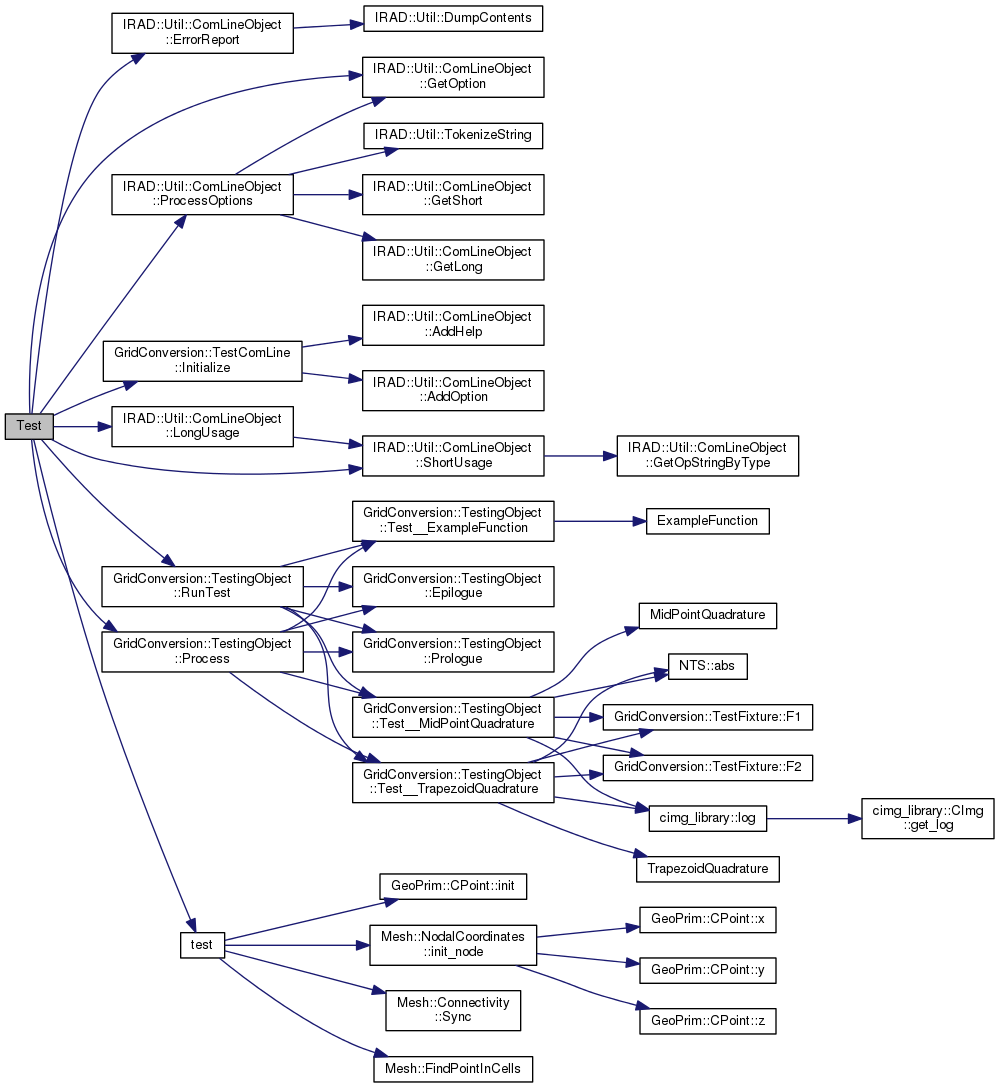 Test
IRAD::Util::ComLineObject
::ErrorReport
IRAD::Util::DumpContents
IRAD::Util::ComLineObject
::GetOption
IRAD::Util::ComLineObject
::ProcessOptions
IRAD::Util::TokenizeString
IRAD::Util::ComLineObject
::GetShort
IRAD::Util::ComLineObject
::GetLong
GridConversion::TestComLine
::Initialize
IRAD::Util::ComLineObject
::AddHelp
IRAD::Util::ComLineObject
::AddOption
IRAD::Util::ComLineObject
::LongUsage
IRAD::Util::ComLineObject
::ShortUsage
IRAD::Util::ComLineObject
::GetOpStringByType
GridConversion::TestingObject
::RunTest
GridConversion::TestingObject
::Test__ExampleFunction
ExampleFunction
GridConversion::TestingObject
::Epilogue
GridConversion::TestingObject
::Process
GridConversion::TestingObject
::Prologue
GridConversion::TestingObject
::Test__MidPointQuadrature
MidPointQuadrature
NTS::abs
GridConversion::TestFixture::F1
GridConversion::TestFixture::F2
GridConversion::TestingObject
::Test__TrapezoidQuadrature
cimg_library::log
cimg_library::CImg
::get_log
TrapezoidQuadrature
test
GeoPrim::CPoint::init
Mesh::NodalCoordinates
::init_node
GeoPrim::CPoint::x
GeoPrim::CPoint::y
GeoPrim::CPoint::z
Mesh::Connectivity
::Sync
Mesh::FindPointInCells